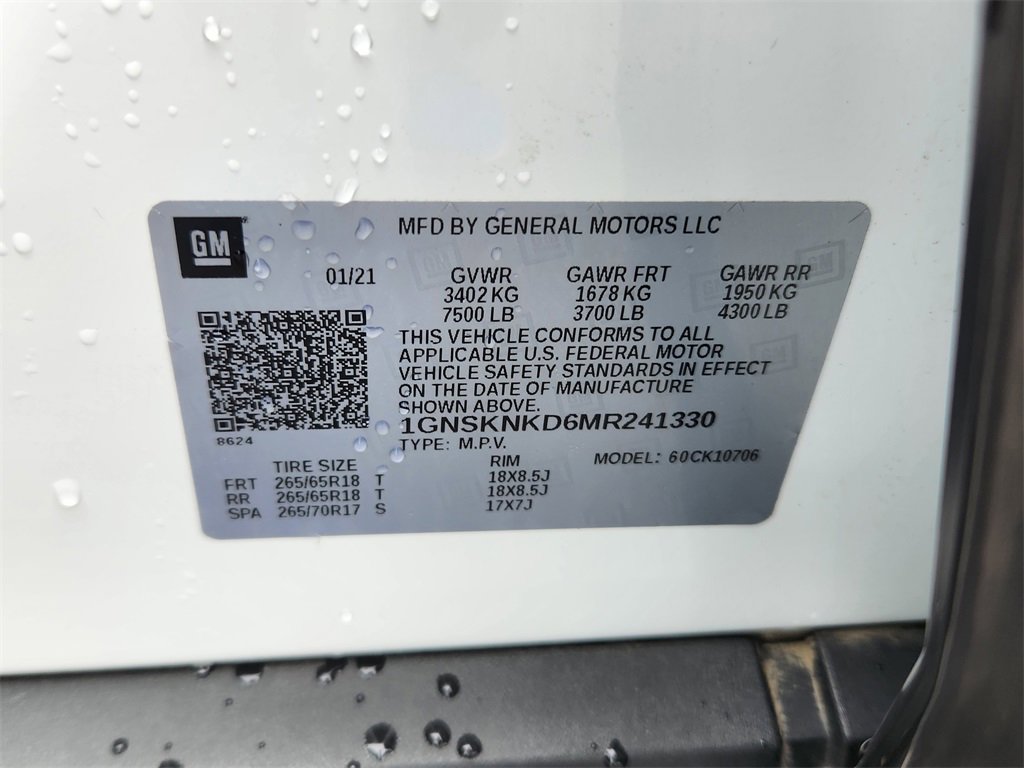 GM
MFD BY GENERAL MOTORS LLC
01/21 GVWR GAWR FRT GAWR RR
3402 KG 1678 KG 1950 KG
7500 LB 3700 LB 4300 LB
THIS VEHICLE CONFORMS TO ALL
APPLICABLE U.S. FEDERAL MOTOR
VEHICLE SAFETY STANDARDS IN EFFECT
ON THE DATE OF MANUFACTURE
SHOWN ABOVE.
1GNSKNKD6MR241330
8624
TYPE: M.P.V.
MODEL: 60CK10706
TIRE SIZE RIM
FRT 265/65R18 T 18X8.5J
RR 265/65R18 T 18X8.5J
SPA 265/70R17 S 17X7J